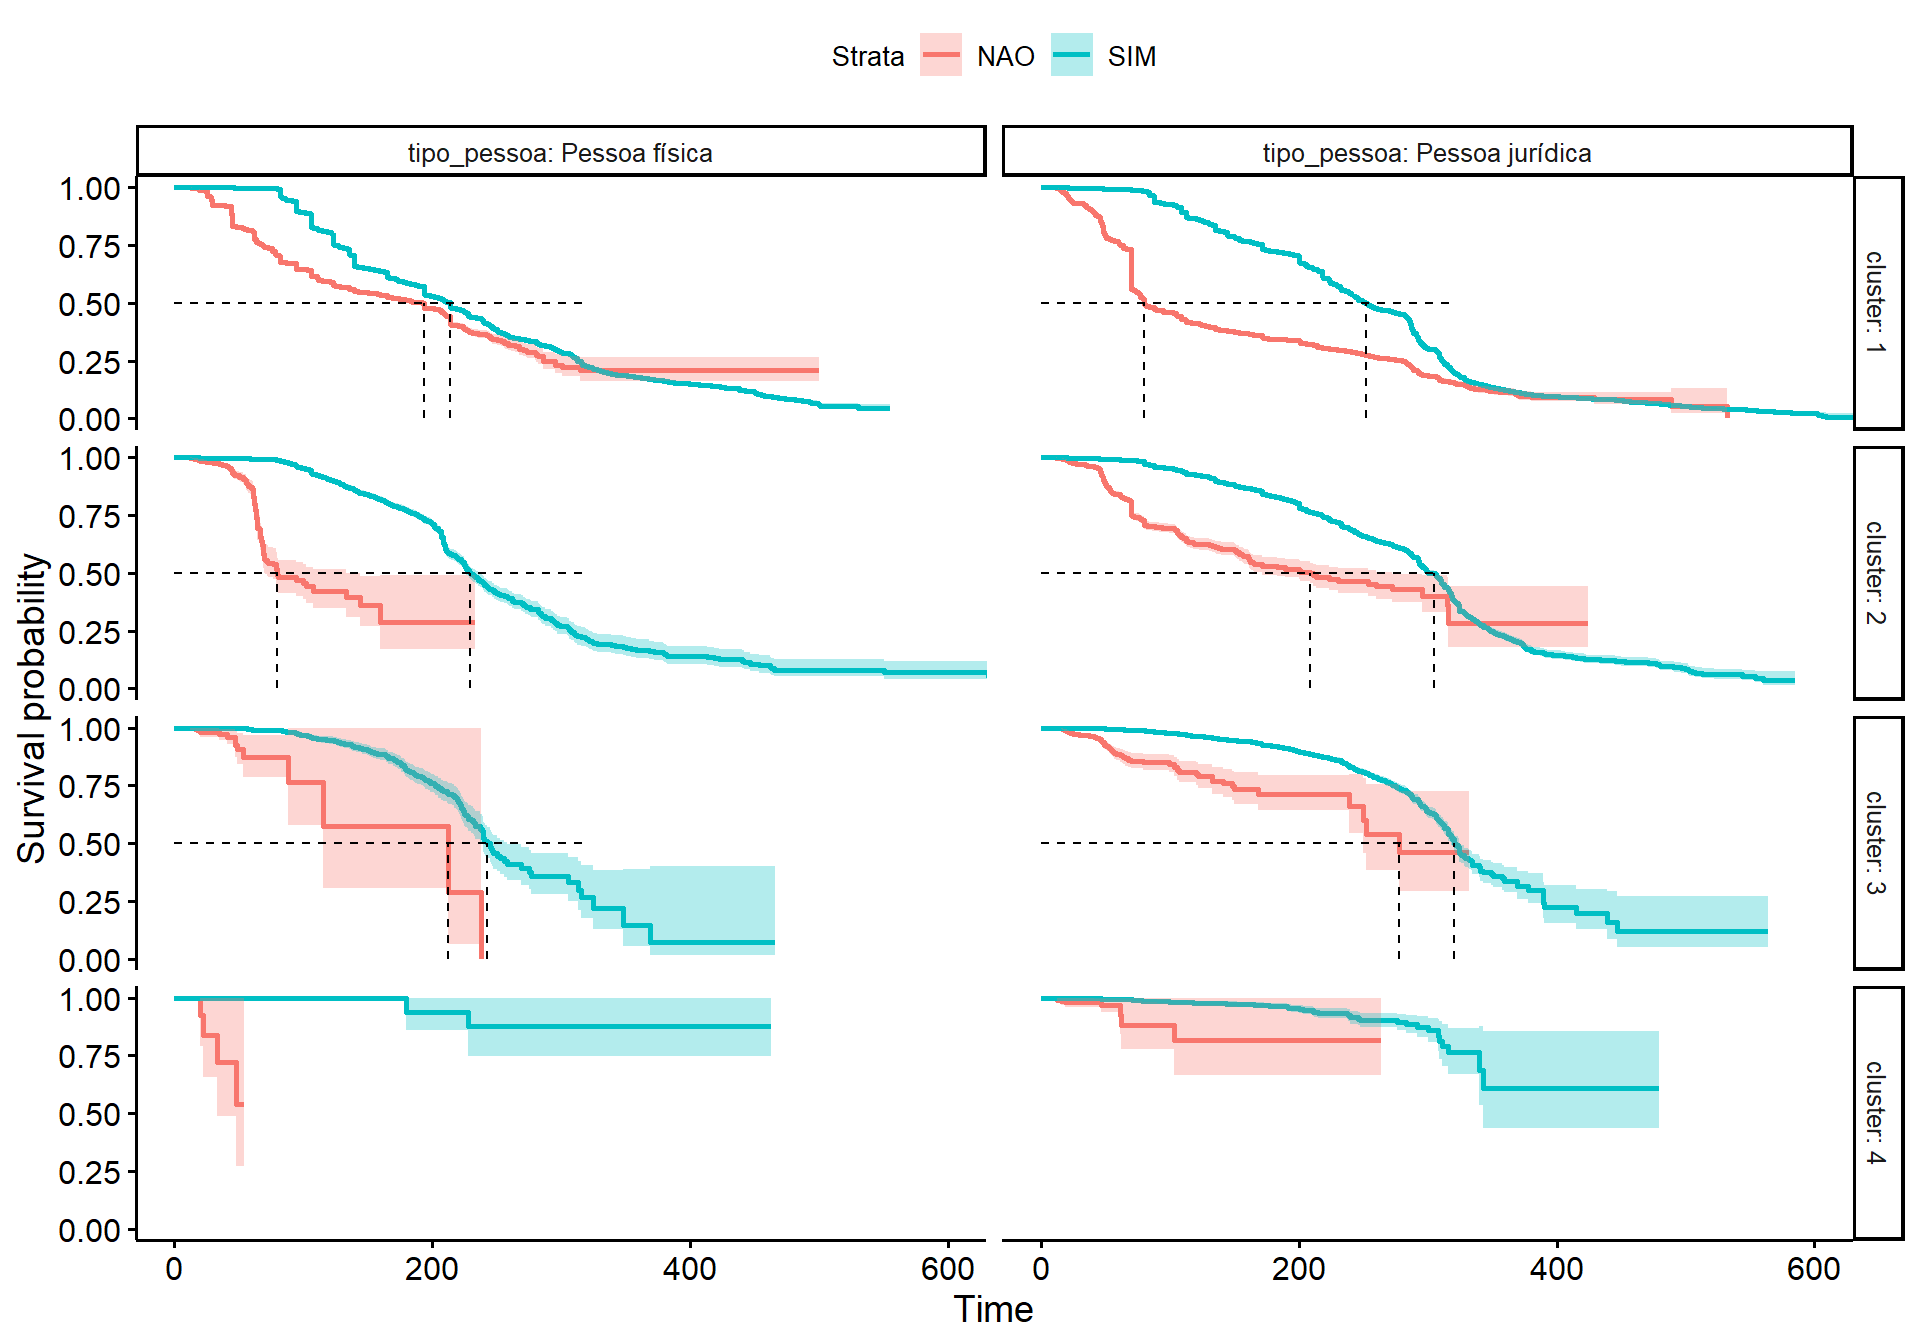 Strata NAO SIM
tipo_pessoa: Pessoa física
tipo_pessoa: Pessoa jurídica
1.00
0.75
0.50
0.25
0.00
cluster: 1
1.00
0.75
0.50
0.25
0.00
cluster: 2
1.00
0.75
0.50
0.25
0.00
cluster: 3
1.00
0.75
0.50
0.25
0.00
cluster: 4
Survival probability
0 200 400 600
0 200 400 600
Time